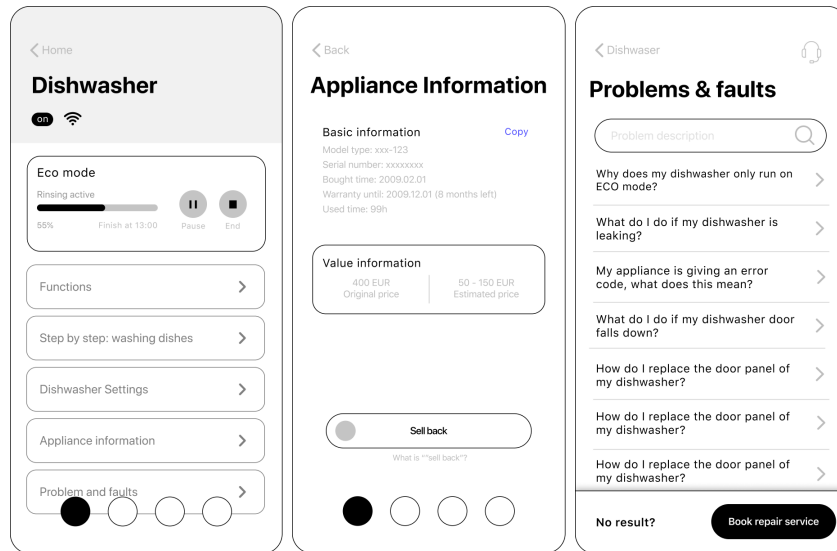 Home
Dishwasher
on
Eco mode
Rinsing active
55%
Finish at 13:00
Pause
End
Functions
Step by step: washing dishes
Dishwasher Settings
Appliance information
Problem and faults
Back
Appliance Information
Basic information
Copy
Model type: xxx-123
Serial number: xxxxxxxx
Bought time: 2009.02.01
Warranty until: 2009.12.01 (8 months left)
Used time: 99h
Value information
400 EUR
Original price
50 - 150 EUR
Estimated price
Sell back
What is ""sell back"?
Dishwaser
Problems & faults
Problem description
Why does my dishwasher only run on
ECO mode?
What do I do if my dishwasher is
leaking?
My appliance is giving an error
code, what does this mean?
What do I do if my dishwasher door
falls down?
How do I replace the door panel of
my dishwasher?
How do I replace the door panel of
my dishwasher?
How do I replace the door panel of
my dishwasher?
No result?
Book repair service